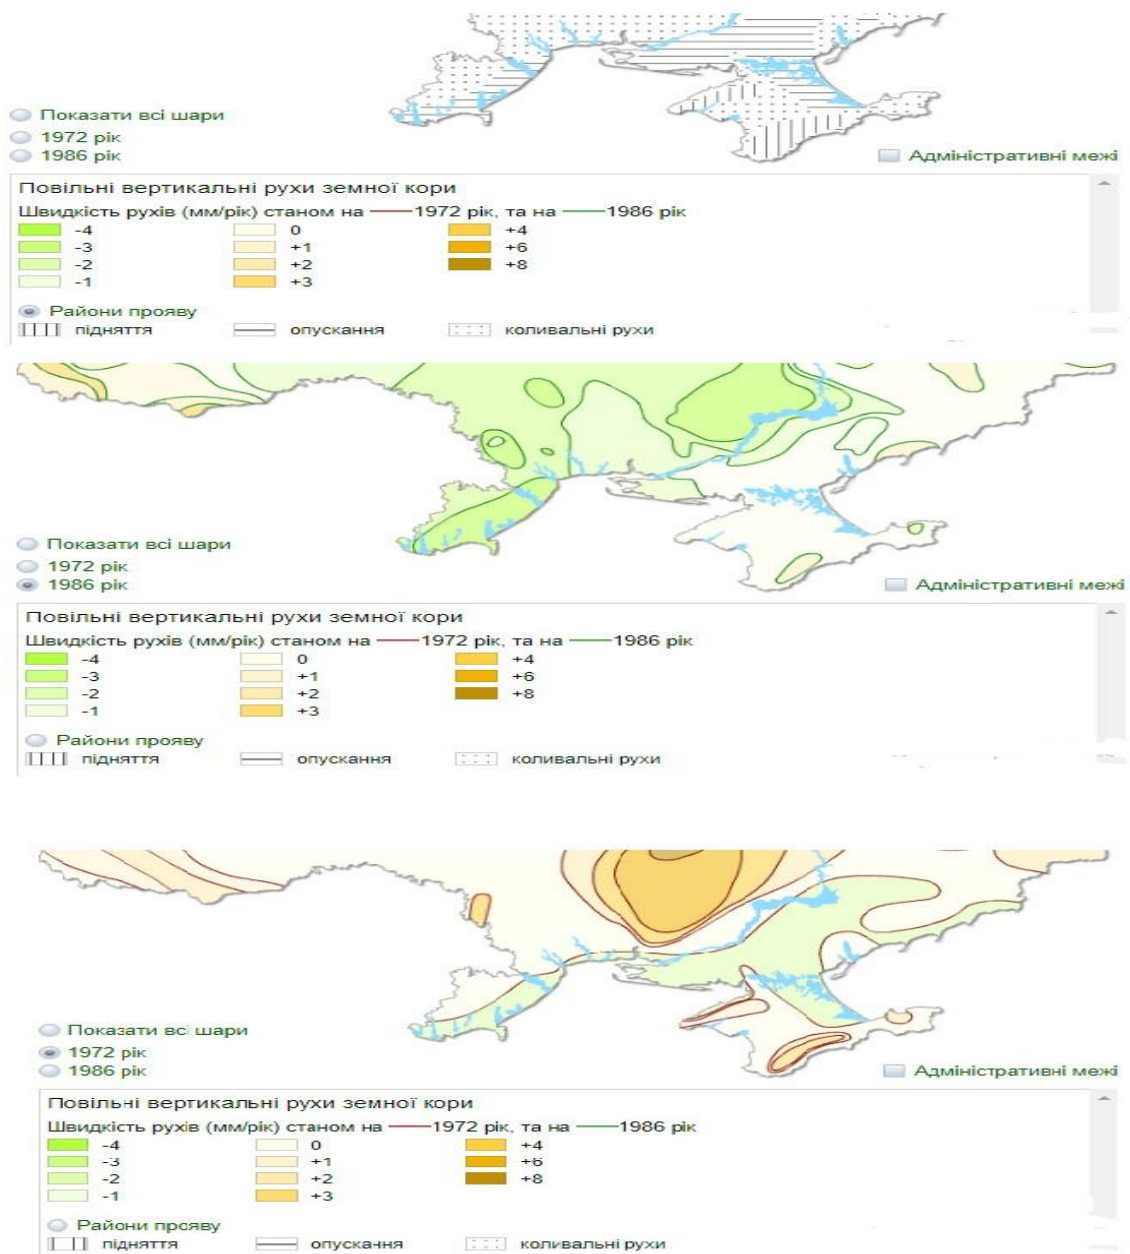 Показати всі шари
1972 рік
1986 рік
Адміністративні межі
Повільні вертикальні рухи земної кори
Швидкість рухів (мм/рік) станом на 1972 рік, та на 1986 рік
-4 0 +4
-3 +1 +6
-2 +2 +8
-1 +3
Райони прояву
підняття опускання коливальні рухи
Показати всі шари
1972 рік
1986 рік
Адміністративні межі
Повільні вертикальні рухи земної кори
Швидкість рухів (мм/рік) станом на 1972 рік, та на 1986 рік
-4 0 +4
-3 +1 +6
-2 +2 +8
-1 +3
Райони прояву
підняття опускання коливальні рухи
Показати всі шари
1972 рік
1986 рік
Адміністративні межі
Повільні вертикальні рухи земної кори
Швидкість рухів (мм/рік) станом на 1972 рік, та на 1986 рік
-4 0 +4
-3 +1 +6
-2 +2 +8
-1 +3
Райони прояву
підняття опускання коливальні рухи